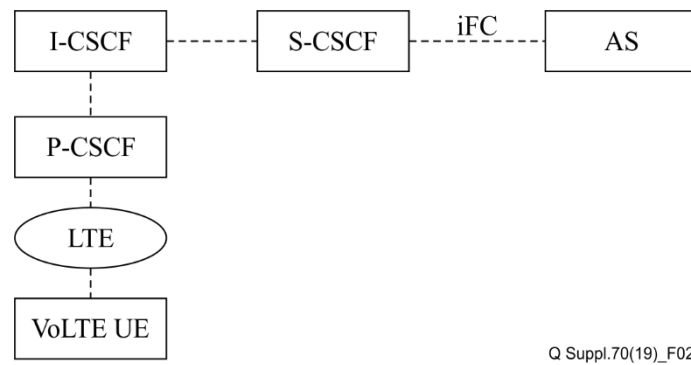 I-CSCF
S-CSCF
iFC
AS
P-CSCF
LTE
VoLTE UE
Q Suppl.70(19)_F02